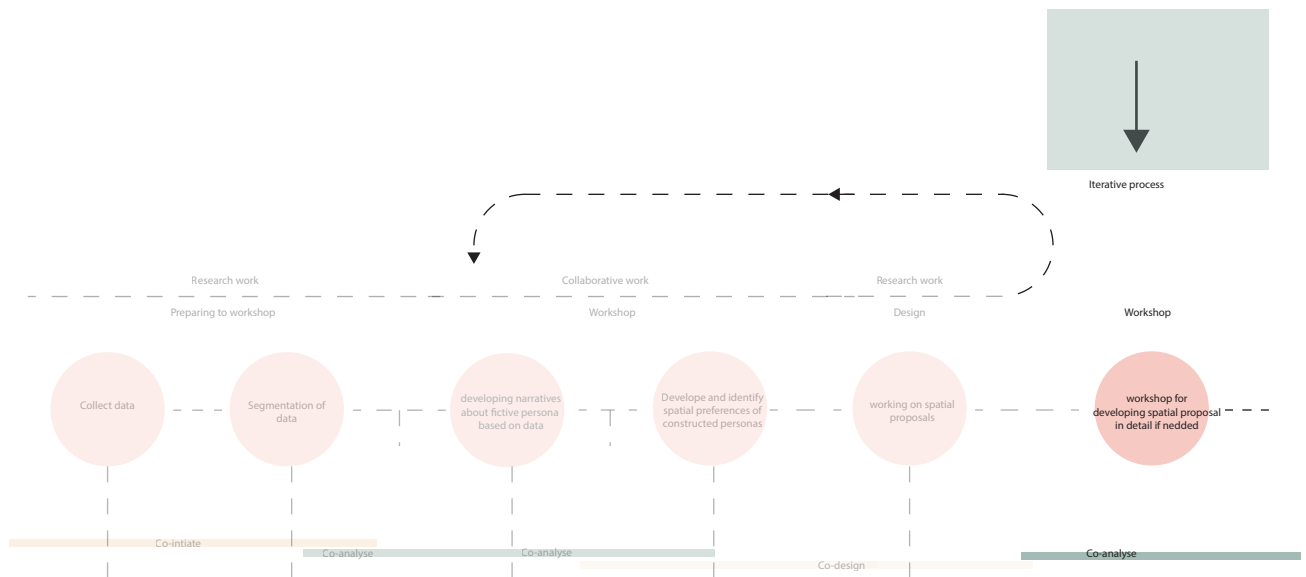 Iterative process
Research work
Collaborative work
Research work
Preparing to workshop
Workshop
Design
Workshop
Collect data
Segmentation of
data
developing narratives
about fictive persona
based on data
Develope and identify
spatial preferences of
constructed personas
working on spatial
proposals
workshop for
developing spatial proposal
in detail if nedded
Co-intiate
Co-analyse
Co-analyse
Co-analyse
Co-design